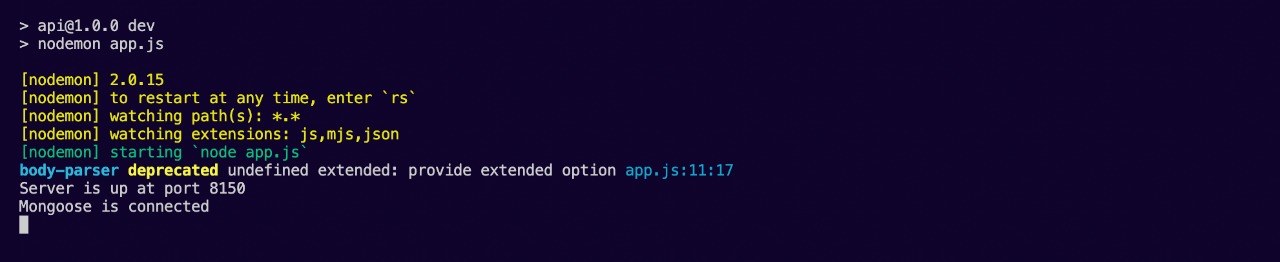 > api@1.0.0 dev
> nodemon app.js
[nodemon] 2.0.15
[nodemon] to restart at any time, enter `rs`
[nodemon] watching path(s): *.*
[nodemon] watching extensions: js,mjs,json
[nodemon] starting `node app.js`
body-parser deprecated undefined extended: provide extended option app.js:11:17
Server is up at port 8150
Mongoose is connected